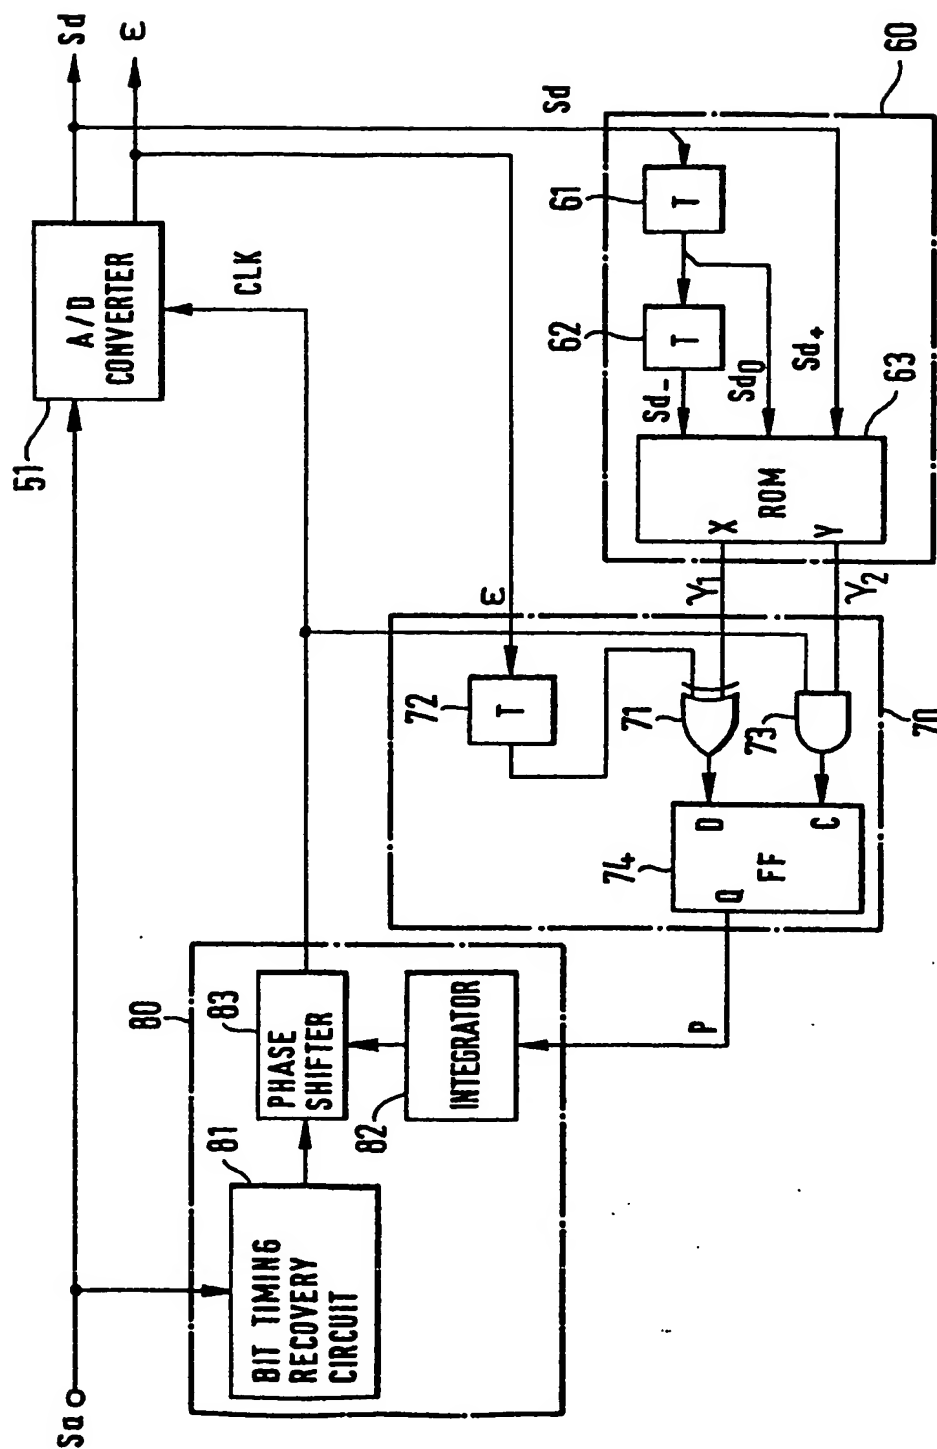 Sa
51
A/D
CONVERTER
Sd
ε
CLK
Sd
80
81
BIT TIMING
RECOVERY
CIRCUIT
83
PHASE
SHIFTER
82
INTEGRATOR
P
ε
72
T
71
73
74
D
Q
FF
C
70
γ1
γ2
60
61
T
62
T
Sd-
Sd0
Sd+
63
X
ROM
Y